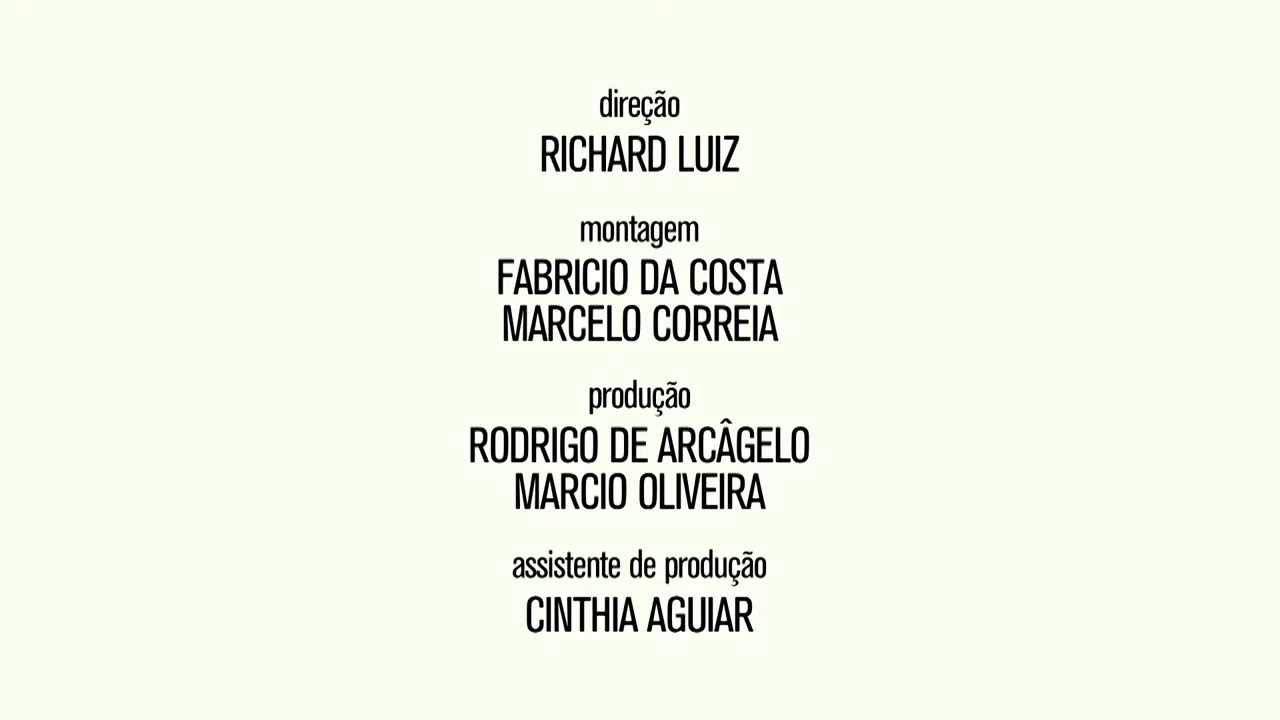 direção
RICHARD LUIZ
montagem
FABRICIO DA COSTA
MARCELO CORREIA
produção
RODRIGO DE ARCÂGELO
MARCIO OLIVEIRA
assistente de produção
CINTHIA AGUIAR